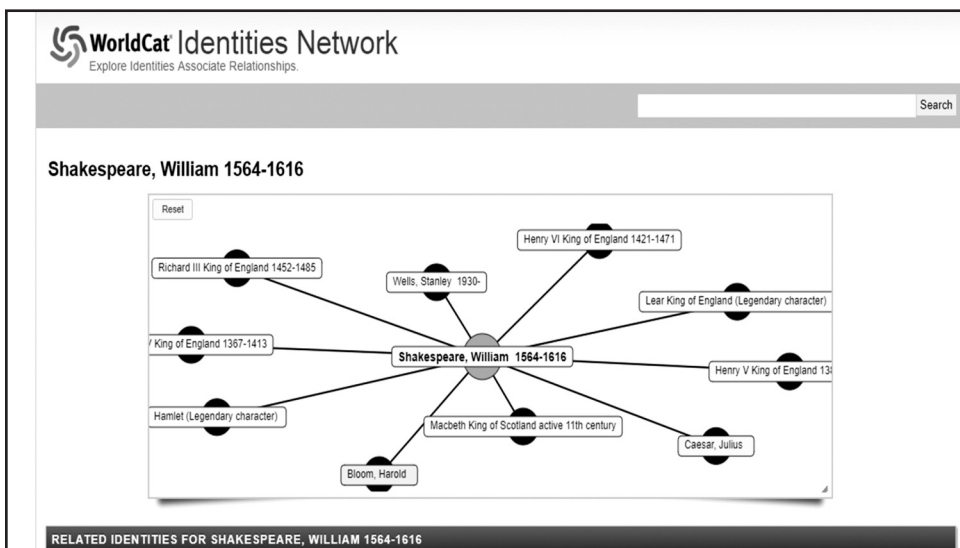 WorldCat® Identities Network
Explore Identities Associate Relationships.
Search
Shakespeare, William 1564-1616
Reset
Henry VI King of England 1421-1471
Richard III King of England 1452-1485
Wells, Stanley 1930-
Lear King of England (Legendary character)
King of England 1367-1413
Shakespeare, William 1564-1616
Henry V King of England
Hamlet (Legendary character)
Macbeth King of Scotland active 11th century
Caesar, Julius
Bloom, Harold
RELATED IDENTITIES FOR SHAKESPEARE, WILLIAM 1564-1616